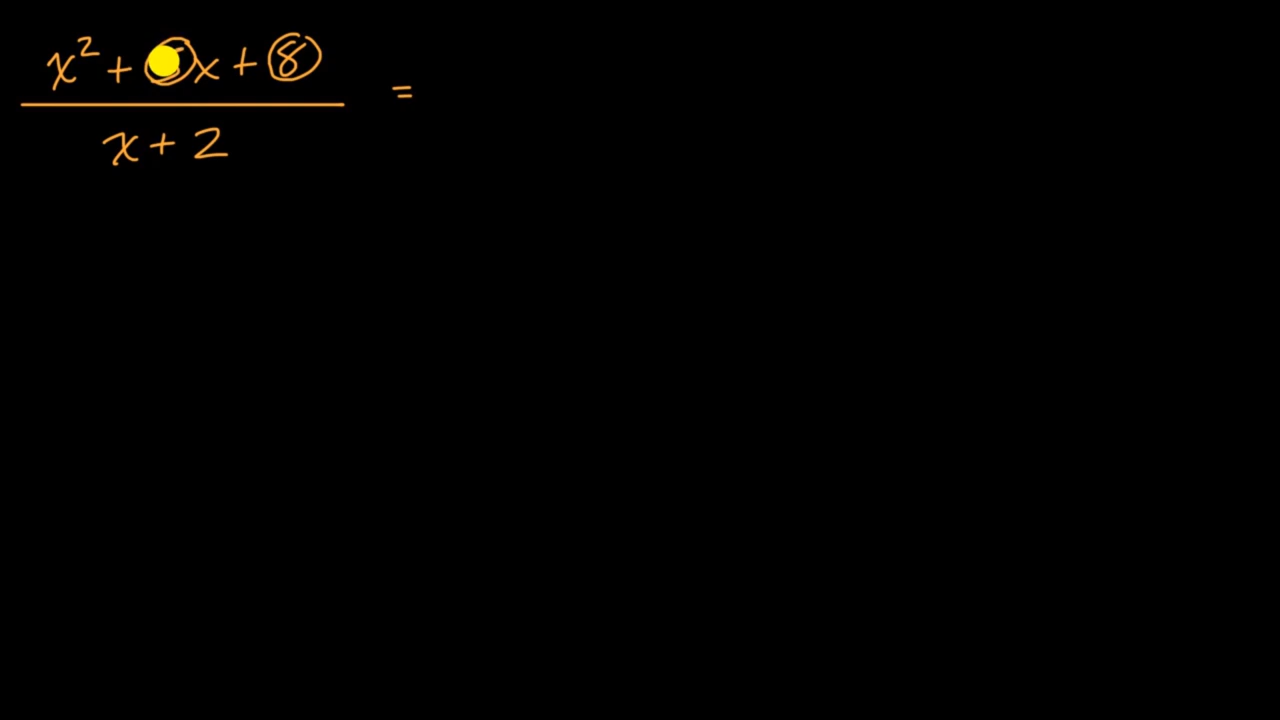 x² + x + 8
x + 2
=